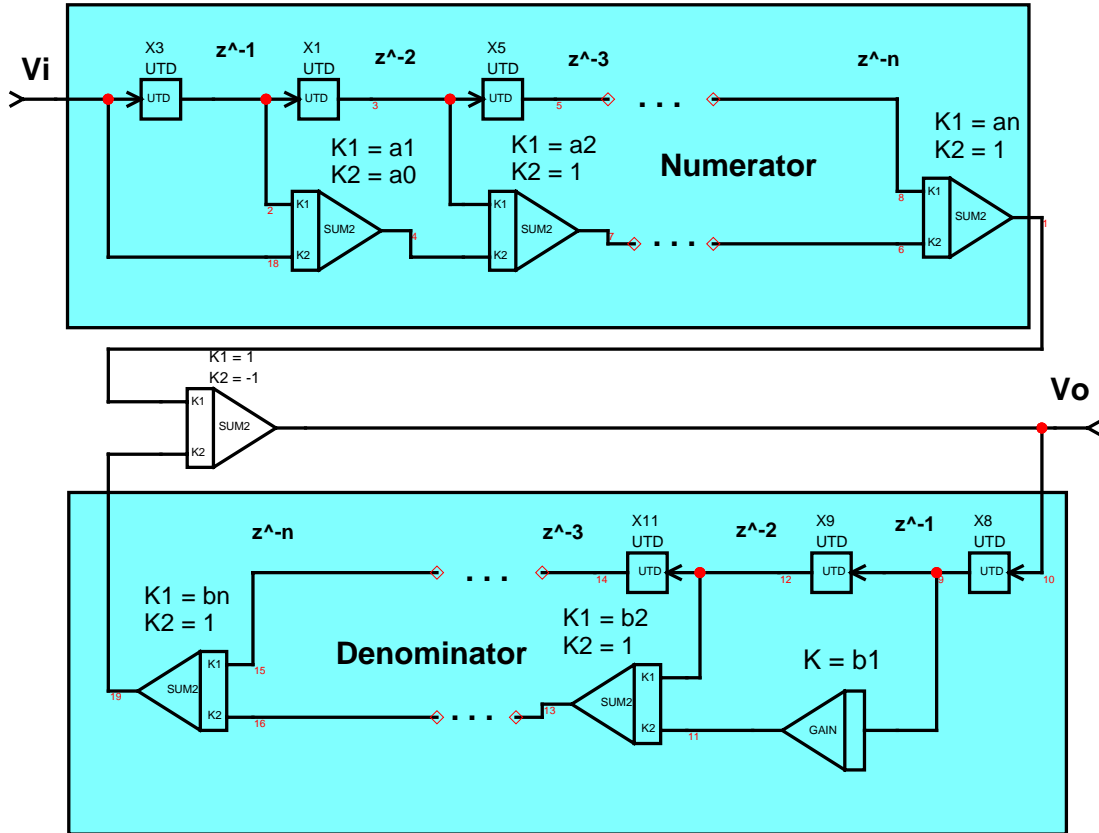 Vi
X3
UTD
z^-1
X1
UTD
z^-2
X5
UTD
z^-3
z^-n
UTD
UTD
3
UTD
5
. . .
K1 = a1
K2 = a0
K1 = a2
K2 = 1
Numerator
K1 = an
K2 = 1
2
K1
SUM2
K2
18
4
K1
SUM2
K2
7
. . .
8
K1
SUM2
K2
6
1
K1 = 1
K2 = -1
K1
SUM2
K2
Vo
z^-n
z^-3
X11
UTD
z^-2
X9
UTD
z^-1
X8
UTD
. . .
14
UTD
12
UTD
9
UTD
10
K1 = bn
K2 = 1
Denominator
K1 = b2
K2 = 1
K = b1
19
SUM2
K1
K2
15
16
. . .
13
SUM2
K1
K2
11
GAIN